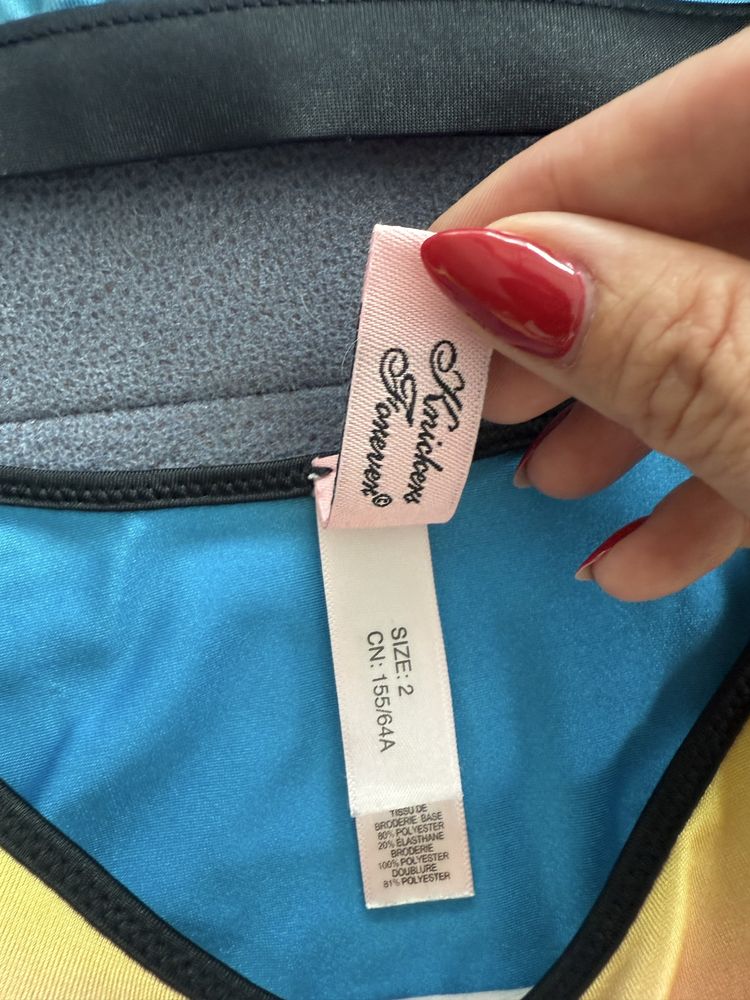 Knickers
Forever©
SIZE: 2
CN: 155/64A
TISSU DE
BRODERIE BASE
80% POLYESTER
20% ÉLASTHANE
BRODERIE
100% POLYESTER
DOUBLURE
81% POLYESTER